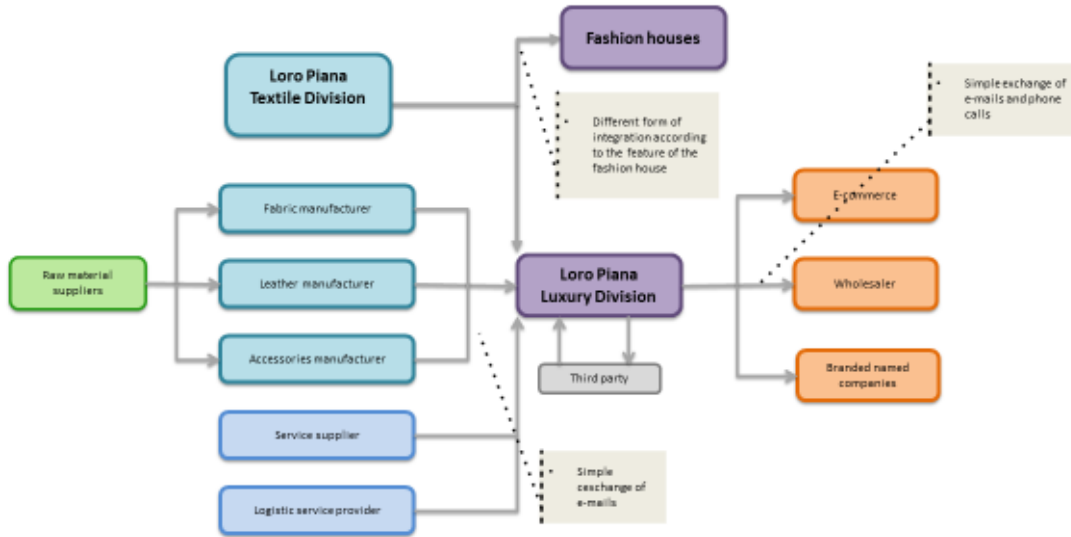 Fashion houses
Loro Piana
Textile Division
• Simple exchange of
e-mails and phone
calls
• Different form of
integration according
to the feature of the
fashion house
Fabric manufacturer
E-commerce
Raw material
suppliers
Leather manufacturer
Loro Piana
Luxury Division
Wholesaler
Accessories manufacturer
Third party
Branded named
companies
Service supplier
• Simple
cexchange of
e-mails
Logistic service provider